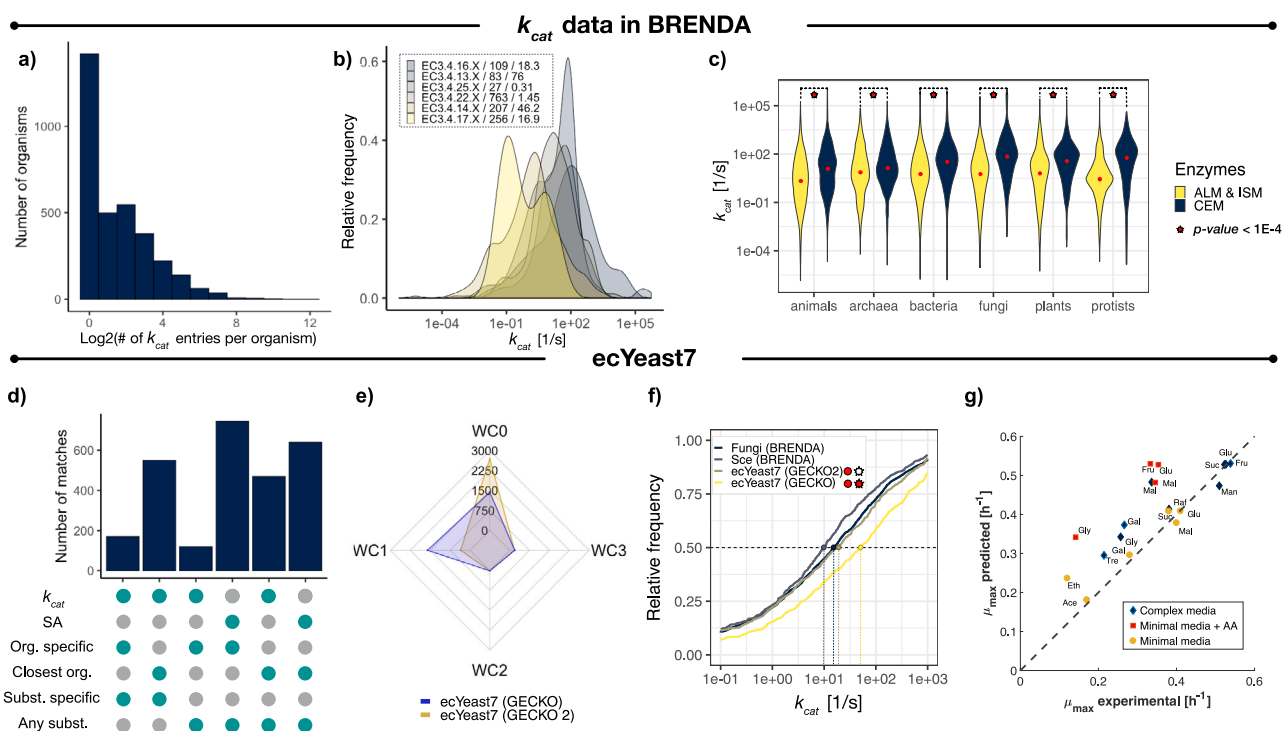 k_cat data in BRENDA
a)
Number of organisms
1000
500
0
0
4
8
12
Log2(# of k_cat entries per organism)
b)
Relative frequency
0.6
0.4
0.2
0.0
EC3.4.16.X / 109 / 18.3
EC3.4.13.X / 83 / 76
EC3.4.25.X / 27 / 0.31
EC3.4.22.X / 763 / 1.45
EC3.4.14.X / 207 / 46.2
EC3.4.17.X / 256 / 16.9
1e-04
1e-01
1e+02
1e+05
k_cat [1/s]
c)
k_cat [1/s]
1e+05
1e+02
1e-01
1e-04
animals
archaea
bacteria
fungi
plants
protists
Enzymes
ALM & ISM
CEM
p-value < 1E-4
ecYeast7
d)
Number of matches
600
400
200
0
k_cat
SA
Org. specific
Closest org.
Subst. specific
Any subst.
e)
WC0
3000
2250
1500
750
0
WC1
WC3
WC2
ecYeast7 (GECKO)
ecYeast7 (GECKO 2)
f)
Relative frequency
1.00
0.75
0.50
0.25
0.00
Fungi (BRENDA)
Sce (BRENDA)
ecYeast7 (GECKO2)
ecYeast7 (GECKO)
1e-01
1e+00
1e+01
1e+02
1e+03
k_cat [1/s]
g)
μmax predicted [h⁻¹]
0.6
0.5
0.4
0.3
0.2
0.1
0
Fru
Glu
Mal
Mal
Glu
Suc
Fru
Man
Raf
Suc
Glu
Mal
Gly
Gal
Gly
Gal
Tre
Eth
Ace
Complex media
Minimal media + AA
Minimal media
0
0.2
0.4
0.6
μmax experimental [h⁻¹]